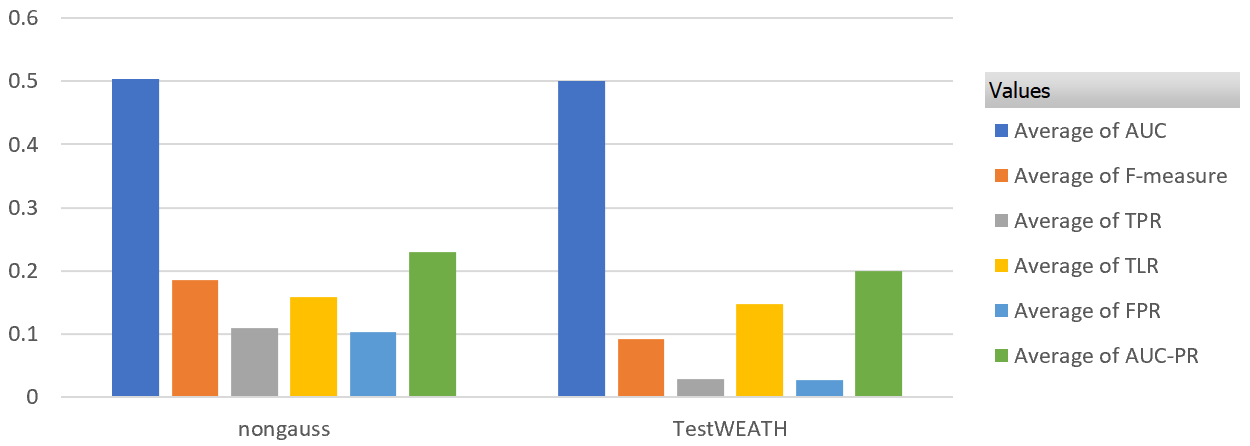 0.6
0.5
0.4
0.3
0.2
0.1
0
nongauss
TestWEATH
Values
Average of AUC
Average of F-measure
Average of TPR
Average of TLR
Average of FPR
Average of AUC-PR